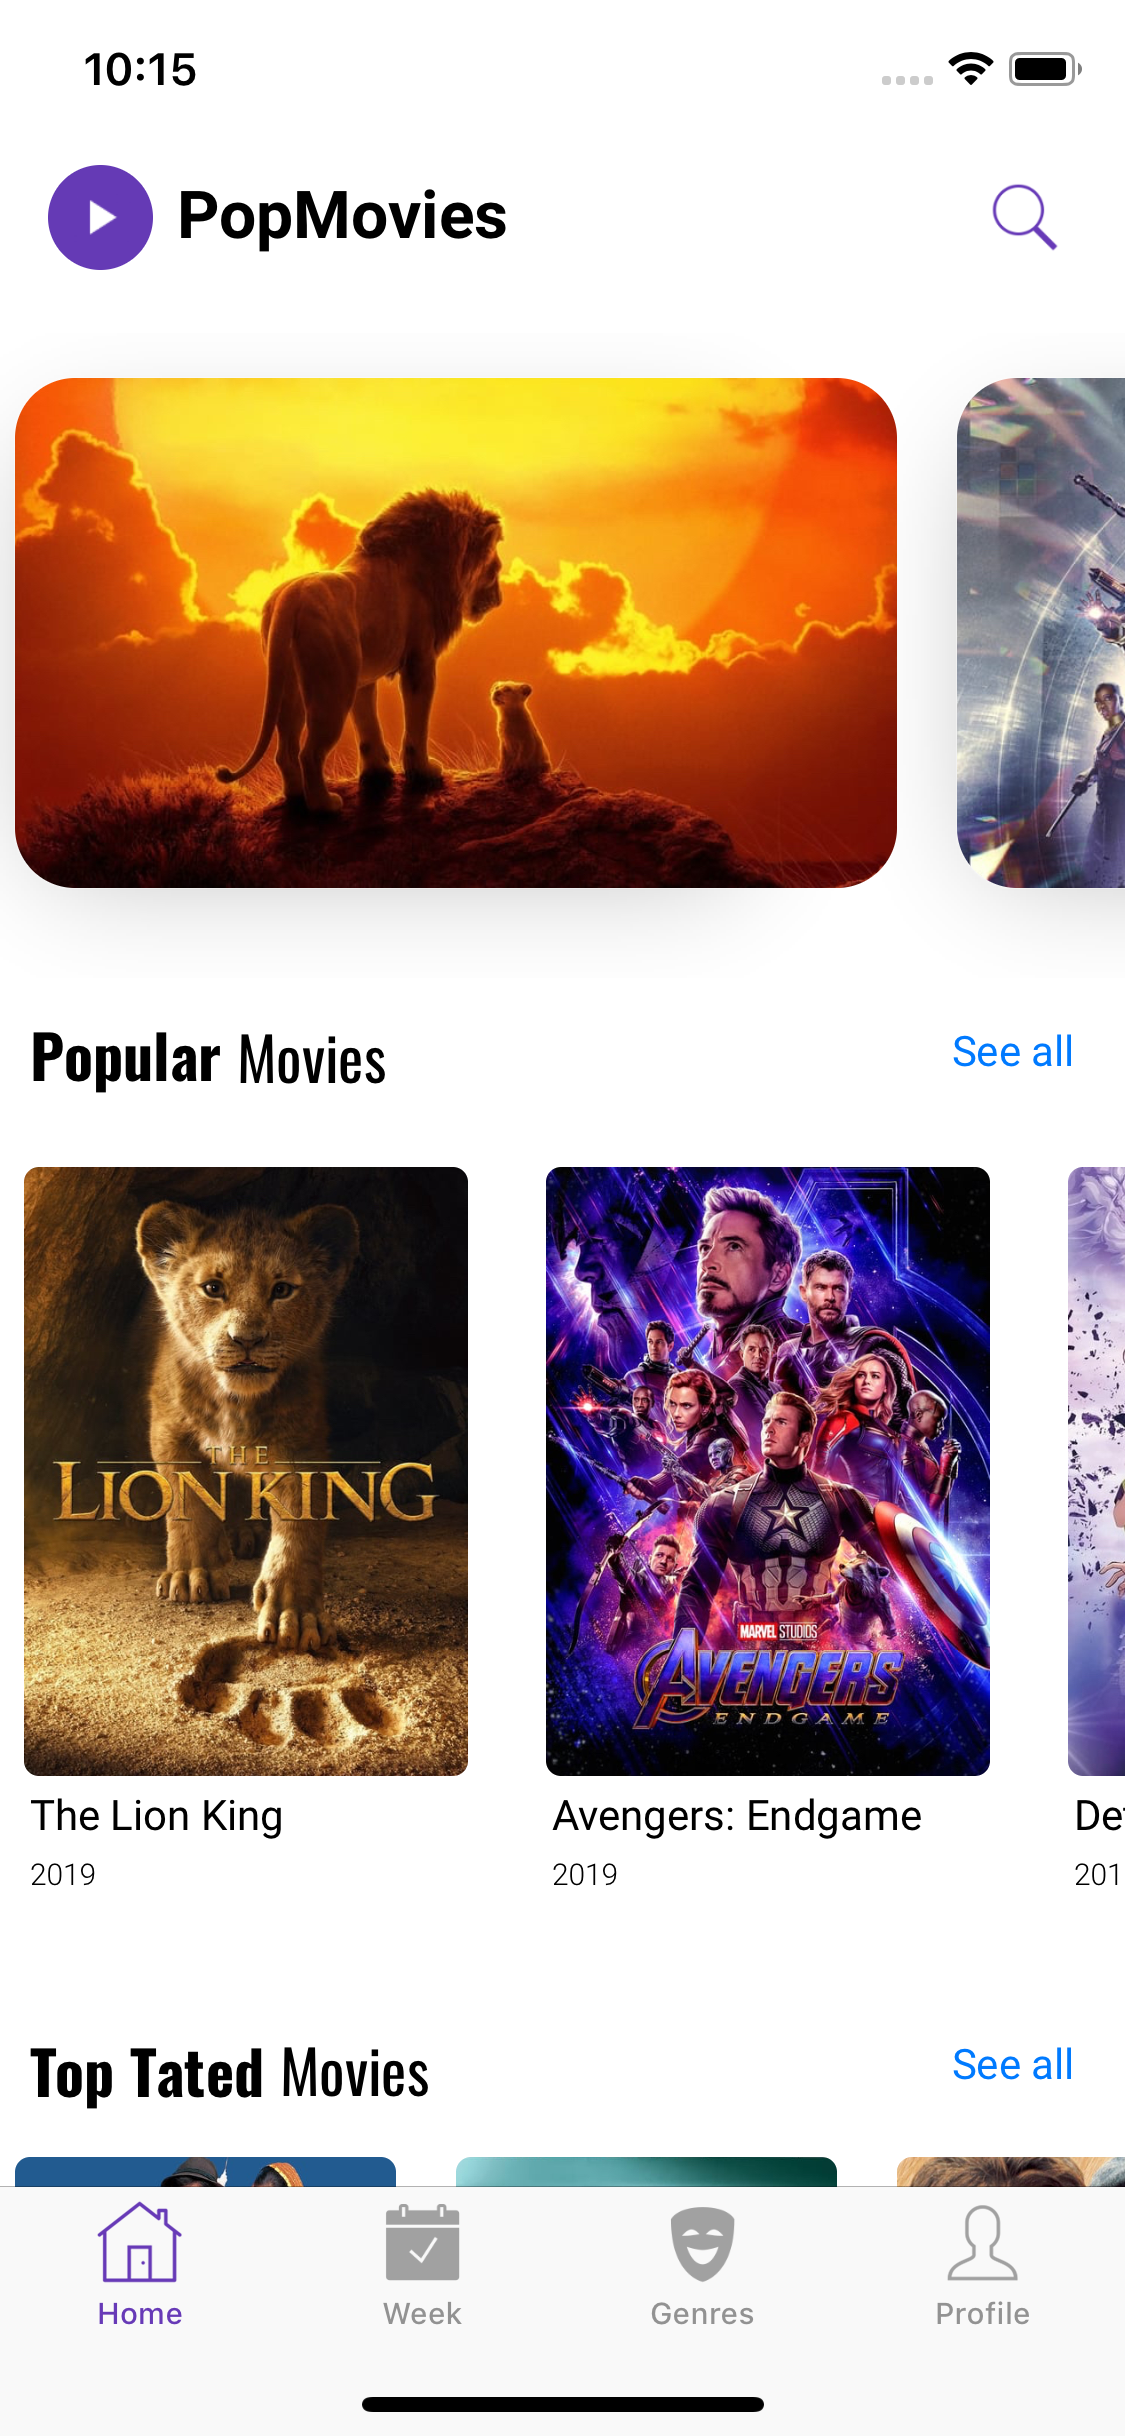 10:15
PopMovies
Popular Movies
See all
THE
LION KING
MARVEL STUDIOS
AVENGERS
ENDGAME
The Lion King
Avengers: Endgame
2019
2019
201
Top Tated Movies
See all
Home
Week
Genres
Profile